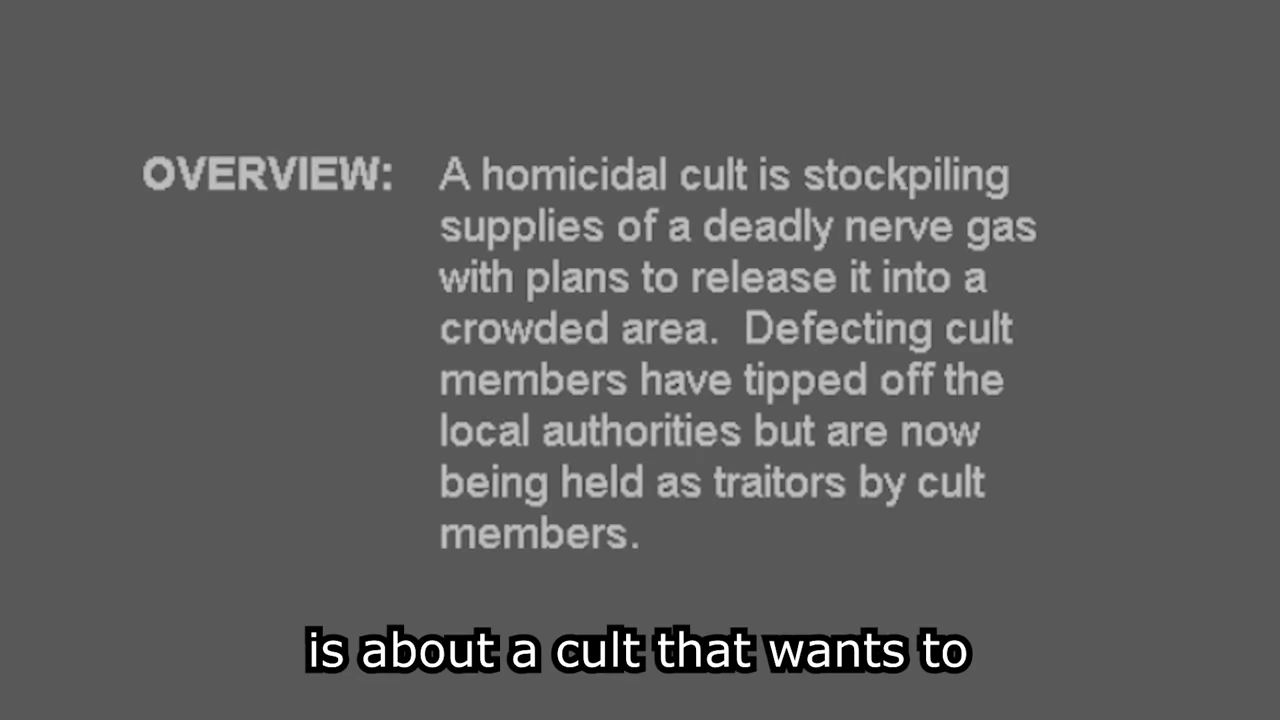 OVERVIEW: A homicidal cult is stockpiling
supplies of a deadly nerve gas
with plans to release it into a
crowded area. Defecting cult
members have tipped off the
local authorities but are now
being held as traitors by cult
members.
is about a cult that wants to